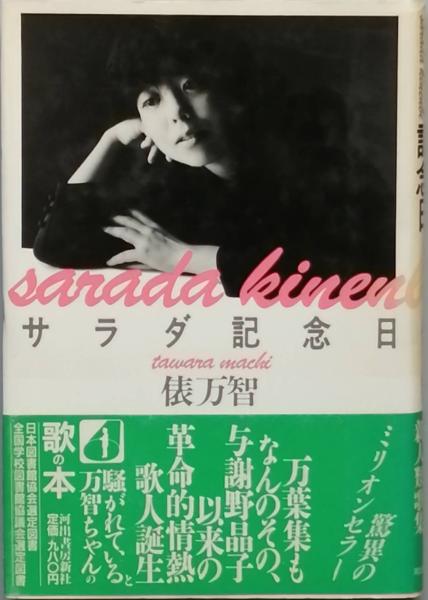 sarada kinenb
サラダ記念日
tawara machi
俵万智
驚異の
ミリオンセラー
万葉集も
なんのその、
与謝野晶子
以来の
革命的情熱
歌人誕生
と
騒がれている
万智ちゃんの
歌の本
河出書房新社
定価九八〇円
日本図書館協会選定図書
全国学校図書館協議会選定図書